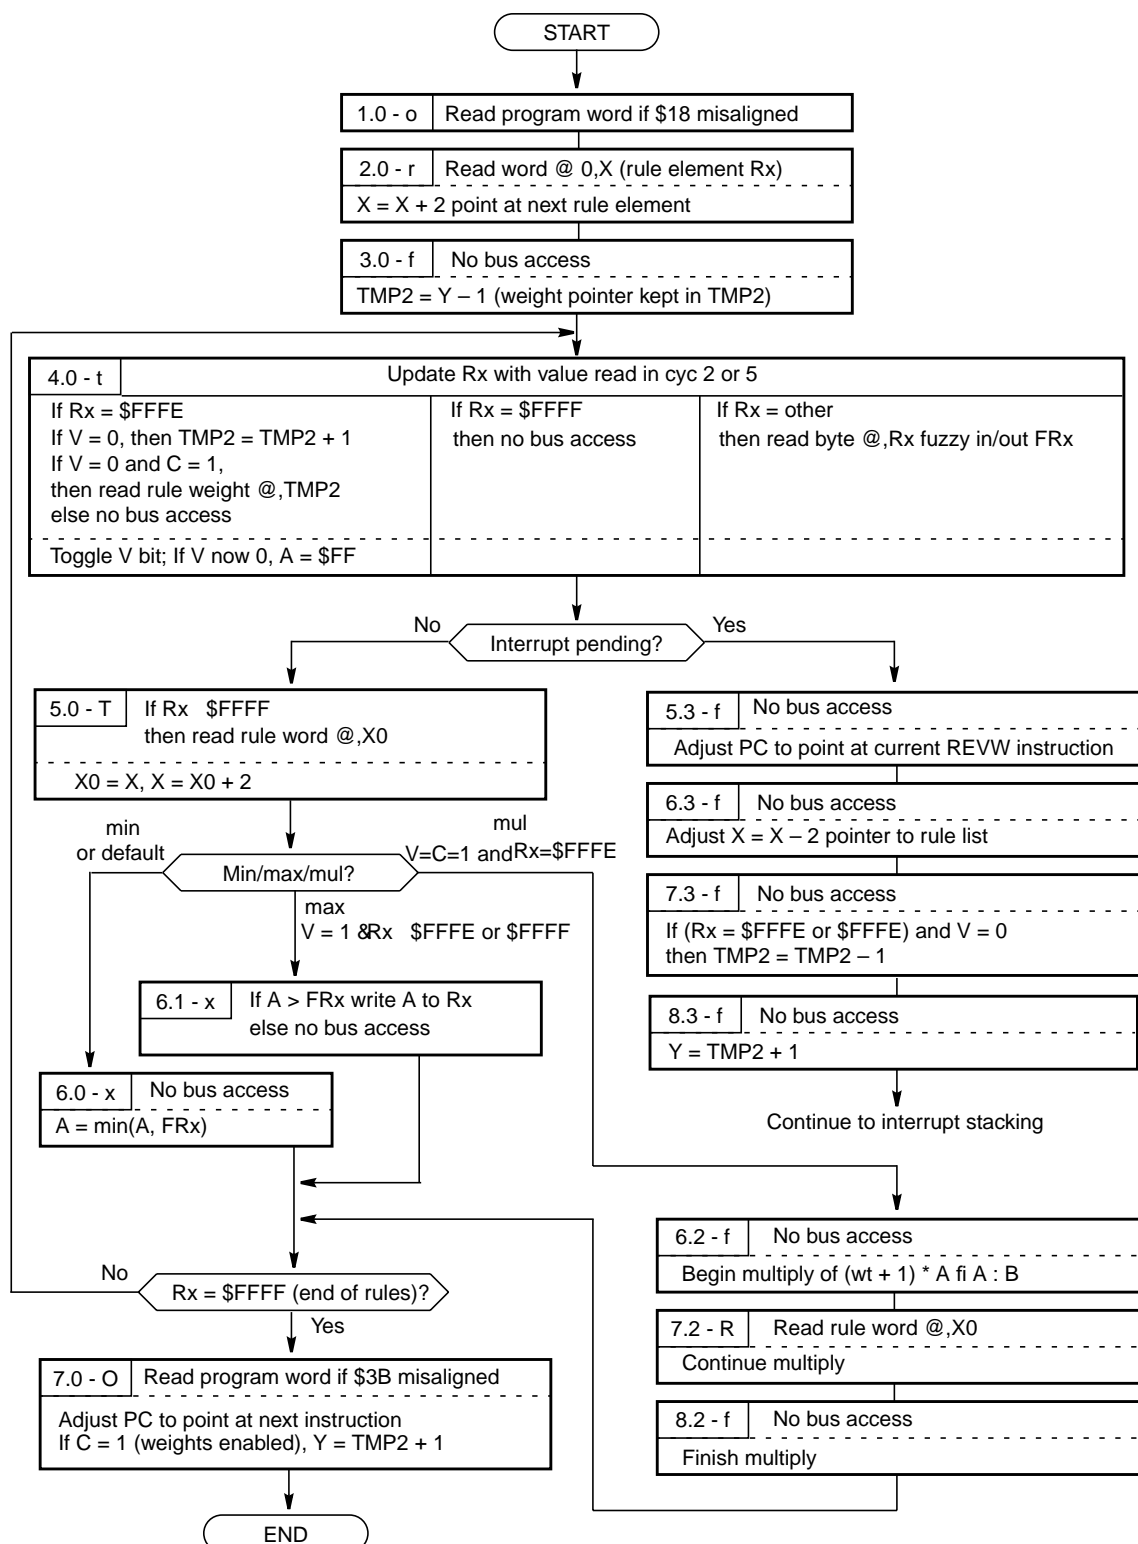 START
1.0 - o Read program word if $18 misaligned
2.0 - r Read word @ 0,X (rule element Rx)
X = X + 2 point at next rule element
3.0 - f No bus access
TMP2 = Y – 1 (weight pointer kept in TMP2)
4.0 - t Update Rx with value read in cyc 2 or 5
If Rx = $FFFE
If V = 0, then TMP2 = TMP2 + 1
If V = 0 and C = 1,
then read rule weight @,TMP2
else no bus access
Toggle V bit; If V now 0, A = $FF
If Rx = $FFFF
then no bus access
If Rx = other
then read byte @,Rx fuzzy in/out FRx
No Interrupt pending? Yes
5.0 - T If Rx $FFFF
then read rule word @,X0
X0 = X, X = X0 + 2
min
or default
Min/max/mul?
mul
V=C=1 and Rx=$FFFE
max
V = 1 &Rx $FFFE or $FFFF
6.1 - x If A > FRx write A to Rx
else no bus access
6.0 - x No bus access
A = min(A, FRx)
5.3 - f No bus access
Adjust PC to point at current REVW instruction
6.3 - f No bus access
Adjust X = X – 2 pointer to rule list
7.3 - f No bus access
If (Rx = $FFFE or $FFFE) and V = 0
then TMP2 = TMP2 – 1
8.3 - f No bus access
Y = TMP2 + 1
Continue to interrupt stacking
6.2 - f No bus access
Begin multiply of (wt + 1) * A fi A : B
7.2 - R Read rule word @,X0
Continue multiply
8.2 - f No bus access
Finish multiply
No
Rx = $FFFF (end of rules)?
Yes
7.0 - O Read program word if $3B misaligned
Adjust PC to point at next instruction
If C = 1 (weights enabled), Y = TMP2 + 1
END